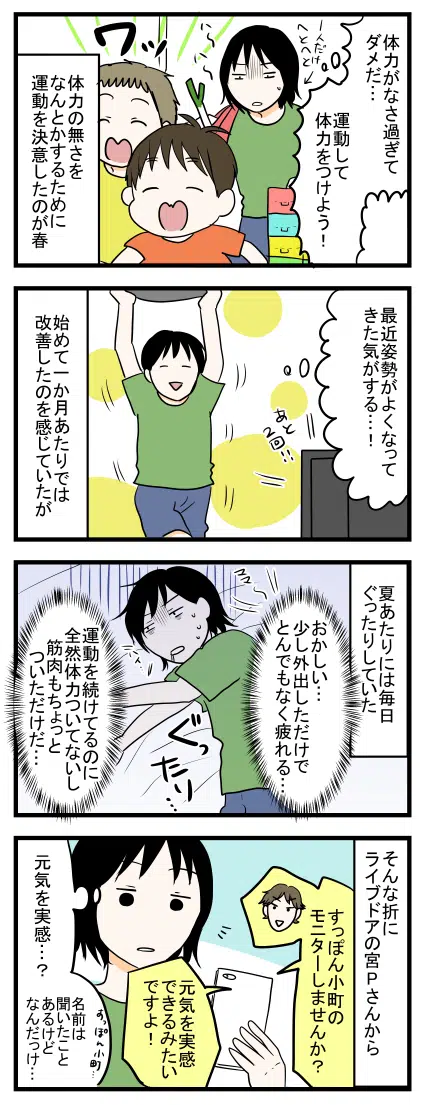 体力がなさ過ぎて
ダメだ…
運動して
体力をつけよう！
一人だけ
へとへと
ワッ
体力の無さを
なんとかするために
運動を決意したのが春
最近姿勢がよくなって
きた気がする…！
あと
2回!!
始めて一か月あたりでは
改善したのを感じていたが
夏あたりには毎日
ぐったりしていた
おかしい…
少し外出しただけで
とんでもなく疲れる…
ぐったり…
運動を続けてるのに
全然体力ついてないし
筋肉もちょっと
ついただけだ…
そんな折に
ライブドアの宮Ｐさんから
すっぽん小町の
モニターしませんか？
元気を実感
できるみたい
ですよ！
元気を実感…？
すっぽん小町…
名前は
聞いたこと
あるけど
なんだっけ…